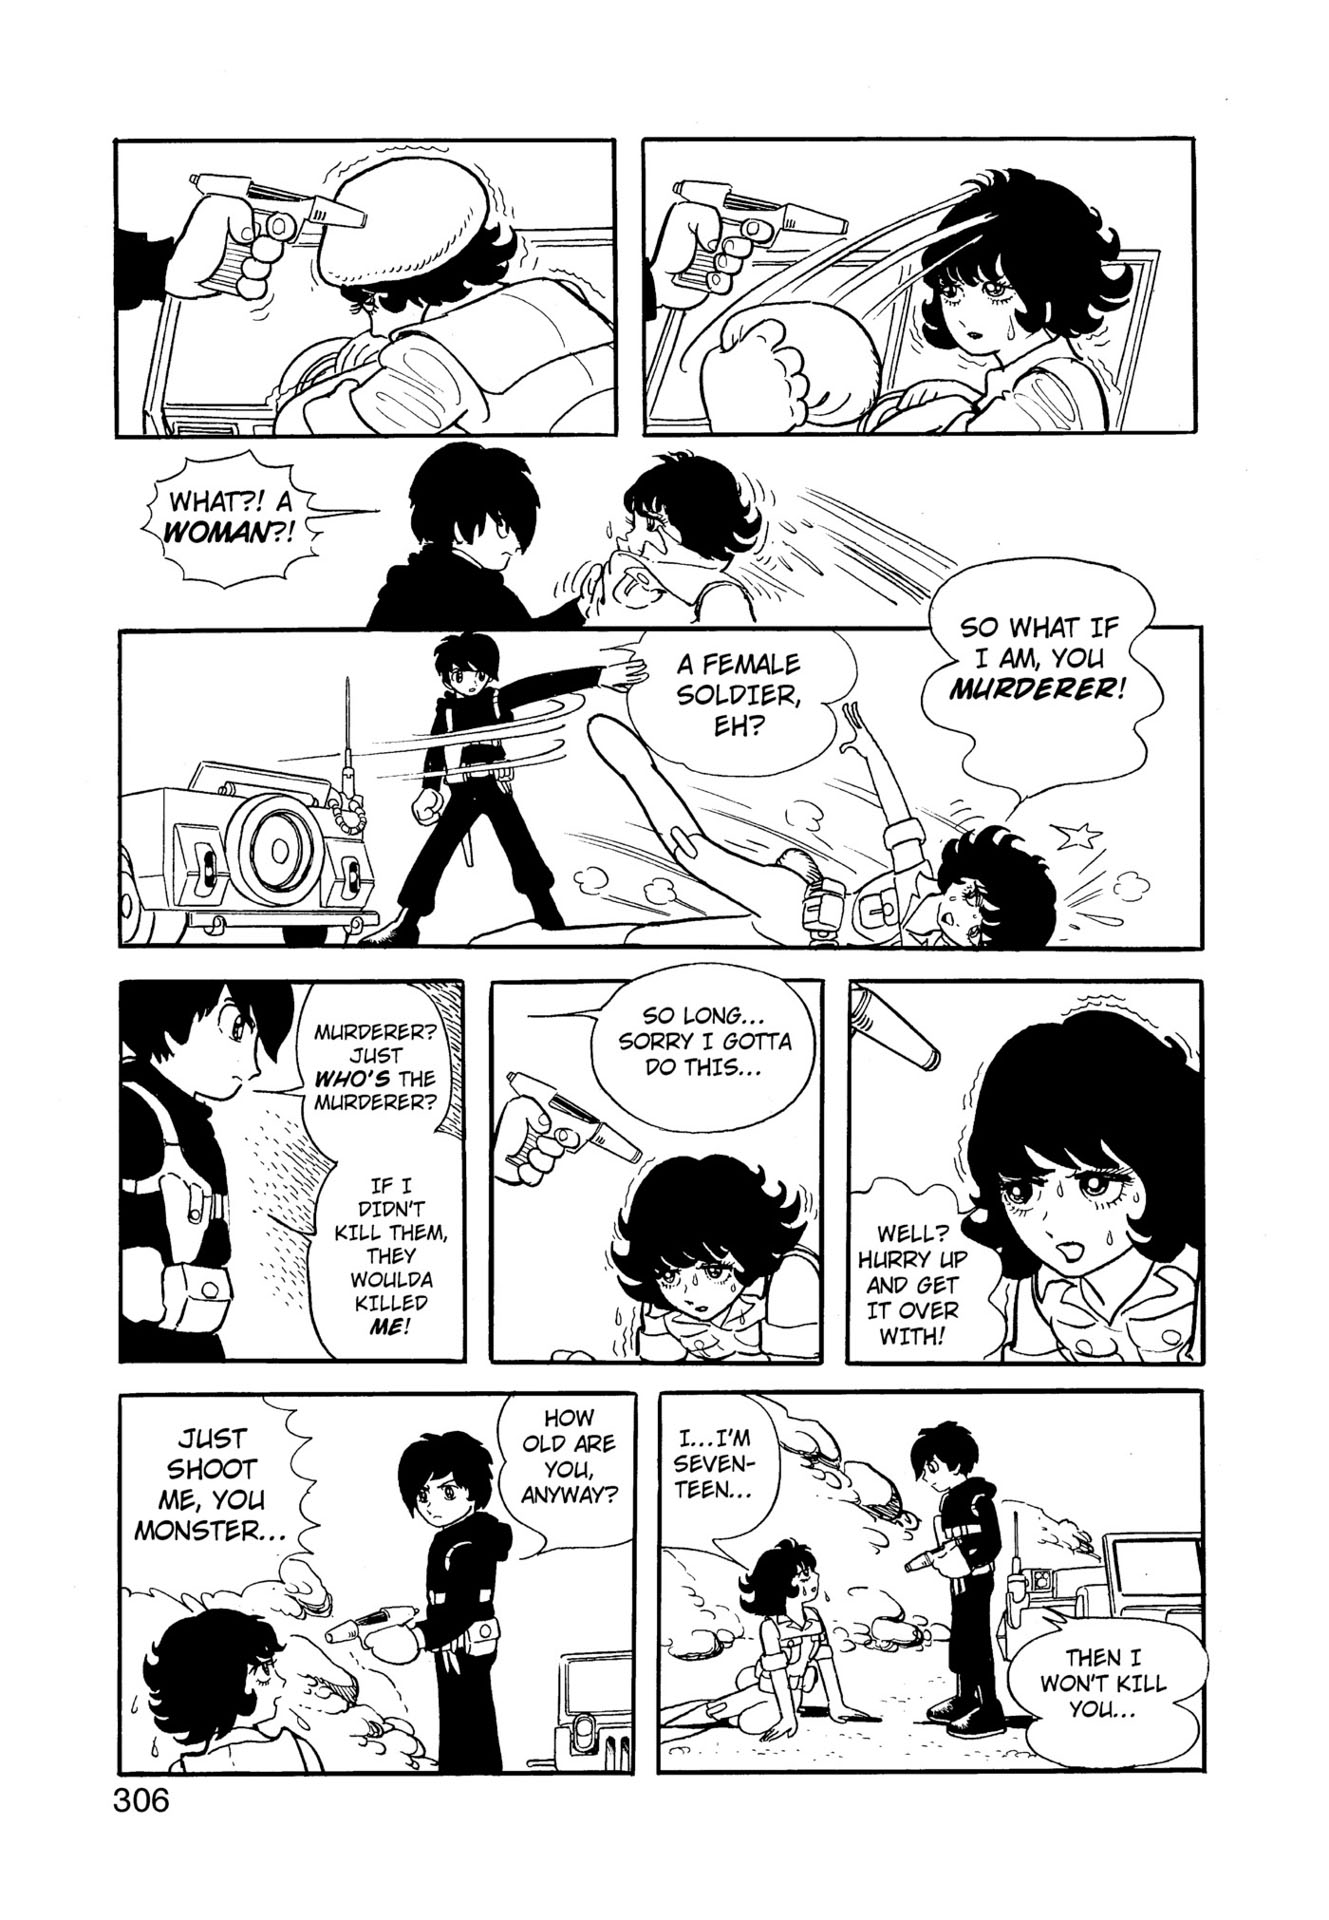 WHAT?! A
WOMAN?!
SO WHAT IF
I AM, YOU
MURDERER!
A FEMALE
SOLDIER,
EH?
MURDERER?
JUST
WHO'S THE
MURDERER?
IF I
DIDN'T
KILL THEM,
THEY
WOULDA
KILLED
ME!
SO LONG...
SORRY I GOTTA
DO THIS...
WELL?
HURRY UP
AND GET
IT OVER
WITH!
JUST
SHOOT
ME, YOU
MONSTER...
HOW
OLD ARE
YOU,
ANYWAY?
I...I'M
SEVEN-
TEEN...
THEN I
WON'T KILL
YOU...
306